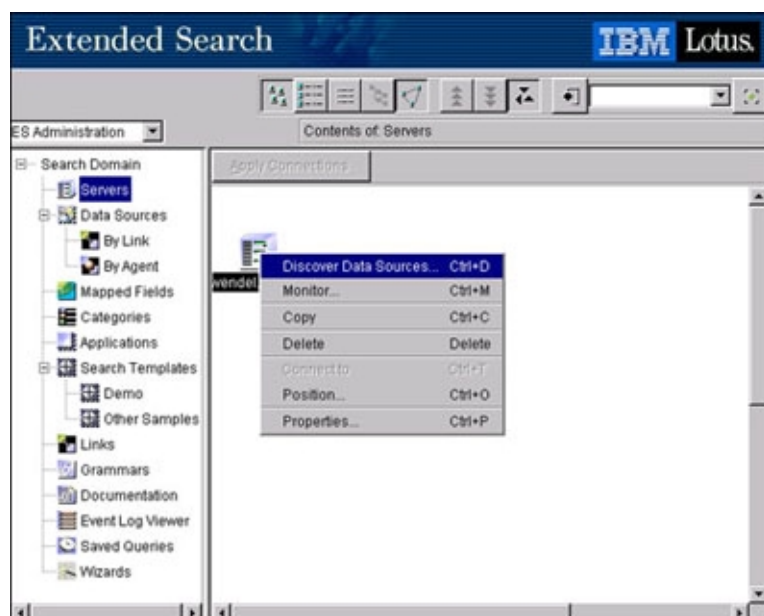 Extended Search
IBM Lotus.
ES Administration
Contents of: Servers
Search Domain
Servers
Data Sources
By Link
By Agent
Mapped Fields
Categories
Applications
Search Templates
Demo
Other Samples
Links
Grammars
Documentation
Event Log Viewer
Saved Queries
Wizards
Apply Connections
wendel
Discover Data Sources... Ctrl+D
Monitor... Ctrl+M
Copy Ctrl+C
Delete Delete
Connect to Ctrl+T
Position... Ctrl+O
Properties... Ctrl+P